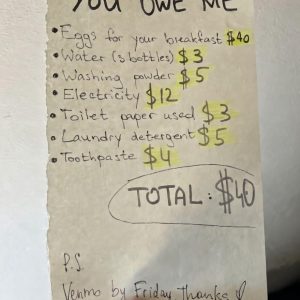 YOU OWE ME
• Eggs for your breakfast $40
• Water (3 bottles) $3
• Washing powder $5
• Electricity $12
• Toilet paper used $3
• Laundry detergent $5
• Toothpaste $4
TOTAL: $40
P.S.
Venmo by Friday Thanks